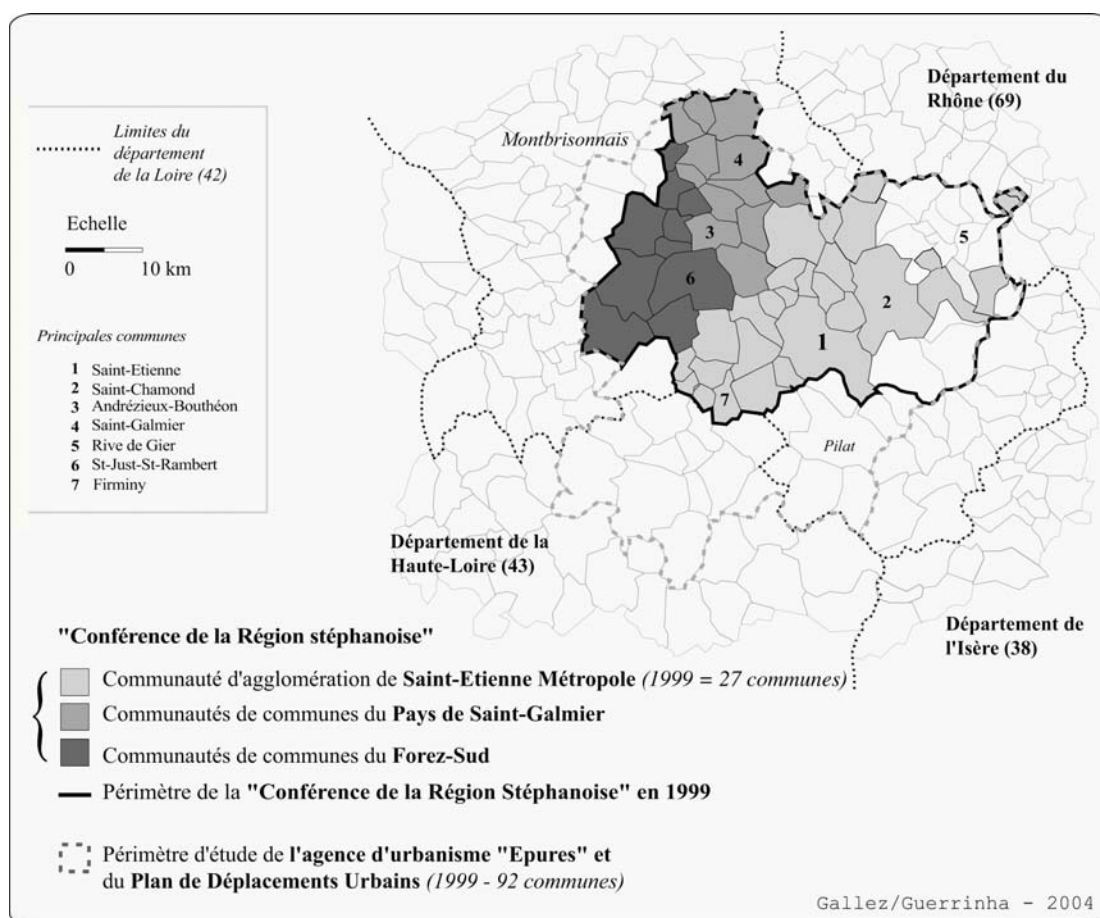 Limites du
département
de la Loire (42)
Echelle
0 10 km
Principales communes
1 Saint-Etienne
2 Saint-Chamond
3 Andrézieux-Bouthéon
4 Saint-Galmier
5 Rive de Gier
6 St-Just-St-Rambert
7 Firminy
Département du
Rhône (69)
Montbrisonnais
4
3
5
6
2
1
7
Pilat
Département de la
Haute-Loire (43)
Département de
l'Isère (38)
"Conférence de la Région stéphanoise"
Communauté d'agglomération de Saint-Etienne Métropole (1999 = 27 communes)
Communautés de communes du Pays de Saint-Galmier
Communautés de communes du Forez-Sud
Périmètre de la "Conférence de la Région Stéphanoise" en 1999
Périmètre d'étude de l'agence d'urbanisme "Epures" et
du Plan de Déplacements Urbains (1999 - 92 communes)
Gallez/Guerrinha - 2004